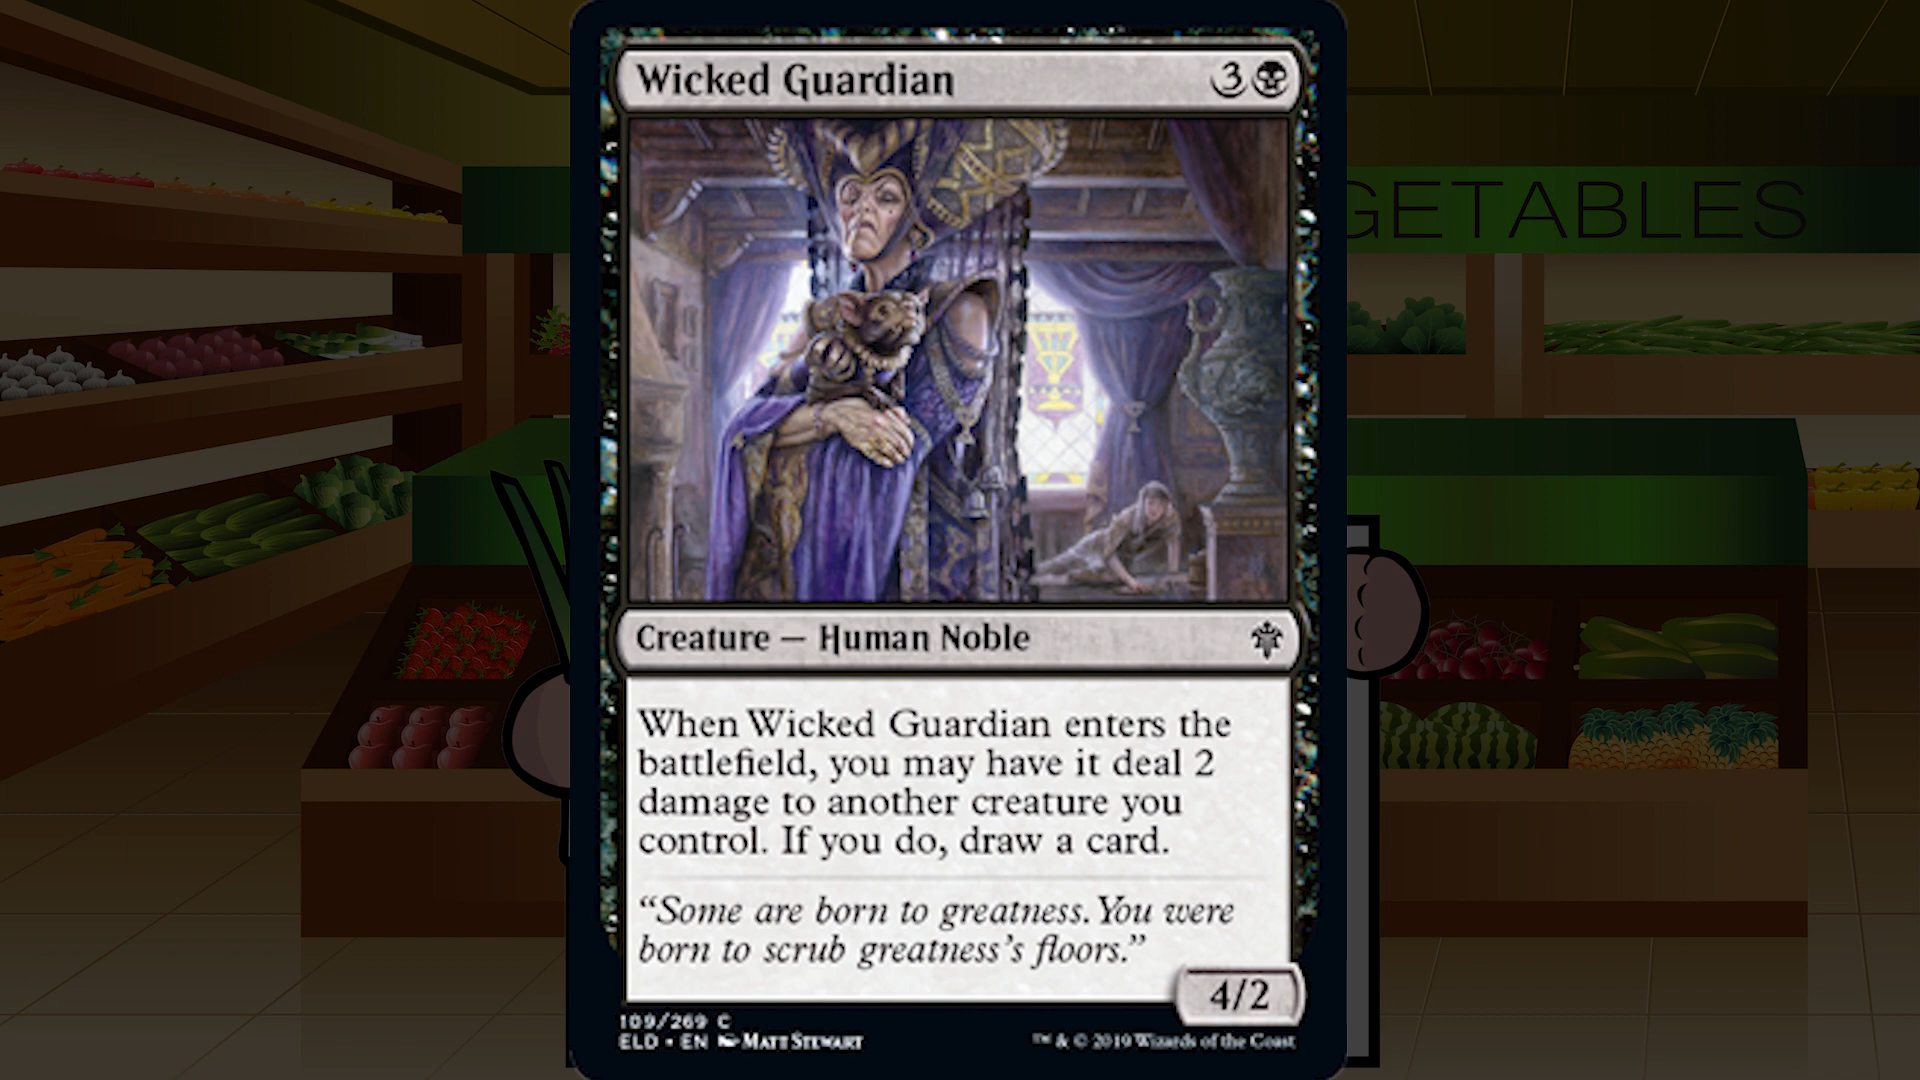 Wicked Guardian 3
GETABLES
Creature — Human Noble
When Wicked Guardian enters the
battlefield, you may have it deal 2
damage to another creature you
control. If you do, draw a card.
“Some are born to greatness. You were
born to scrub greatness’s floors.”
4/2
109/269 C
ELD • EN Matt Stewart
™ & © 2019 Wizards of the Coast